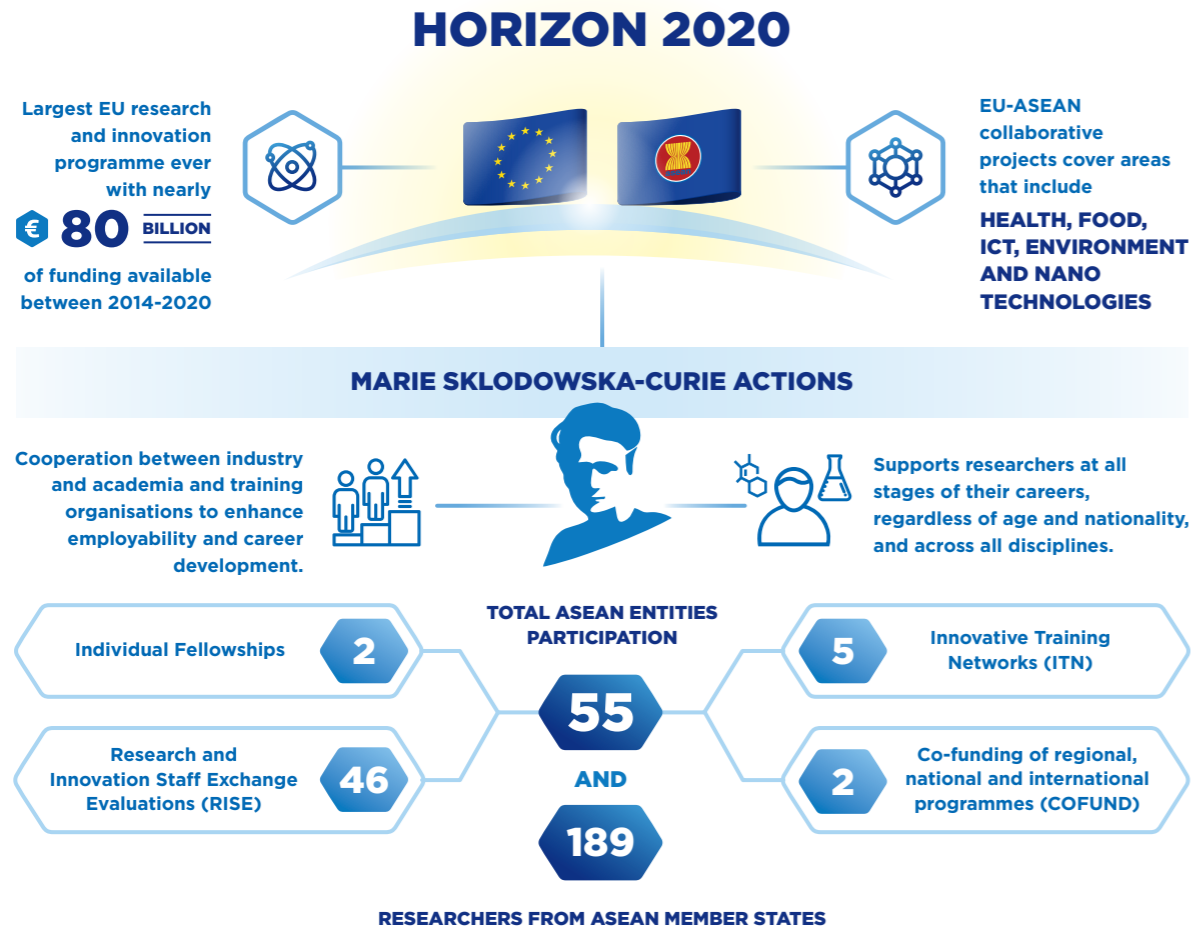 HORIZON 2020
Largest EU research
and innovation
programme ever
with nearly
€ 80 BILLION
of funding available
between 2014-2020
EU-ASEAN
collaborative
projects cover areas
that include
HEALTH, FOOD,
ICT, ENVIRONMENT
AND NANO
TECHNOLOGIES
MARIE SKLODOWSKA-CURIE ACTIONS
Cooperation between industry
and academia and training
organisations to enhance
employability and career
development.
Supports researchers at all
stages of their careers,
regardless of age and nationality,
and across all disciplines.
TOTAL ASEAN ENTITIES
PARTICIPATION
55
AND
189
RESEARCHERS FROM ASEAN MEMBER STATES
Individual Fellowships
2
Research and
Innovation Staff Exchange
Evaluations (RISE)
46
5
Innovative Training
Networks (ITN)
2
Co-funding of regional,
national and international
programmes (COFUND)